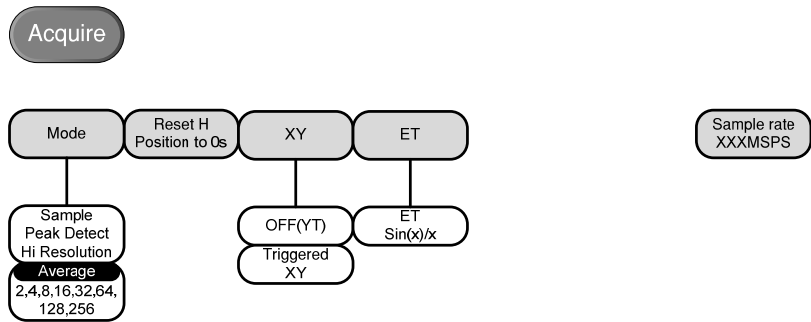 Acquire
Mode
Reset H
Position to 0s
XY
ET
Sample rate
XXXMSPS
Sample
Peak Detect
Hi Resolution
Average
2,4,8,16,32,64,
128,256
OFF(YT)
Triggered
XY
ET
Sin(x)/x